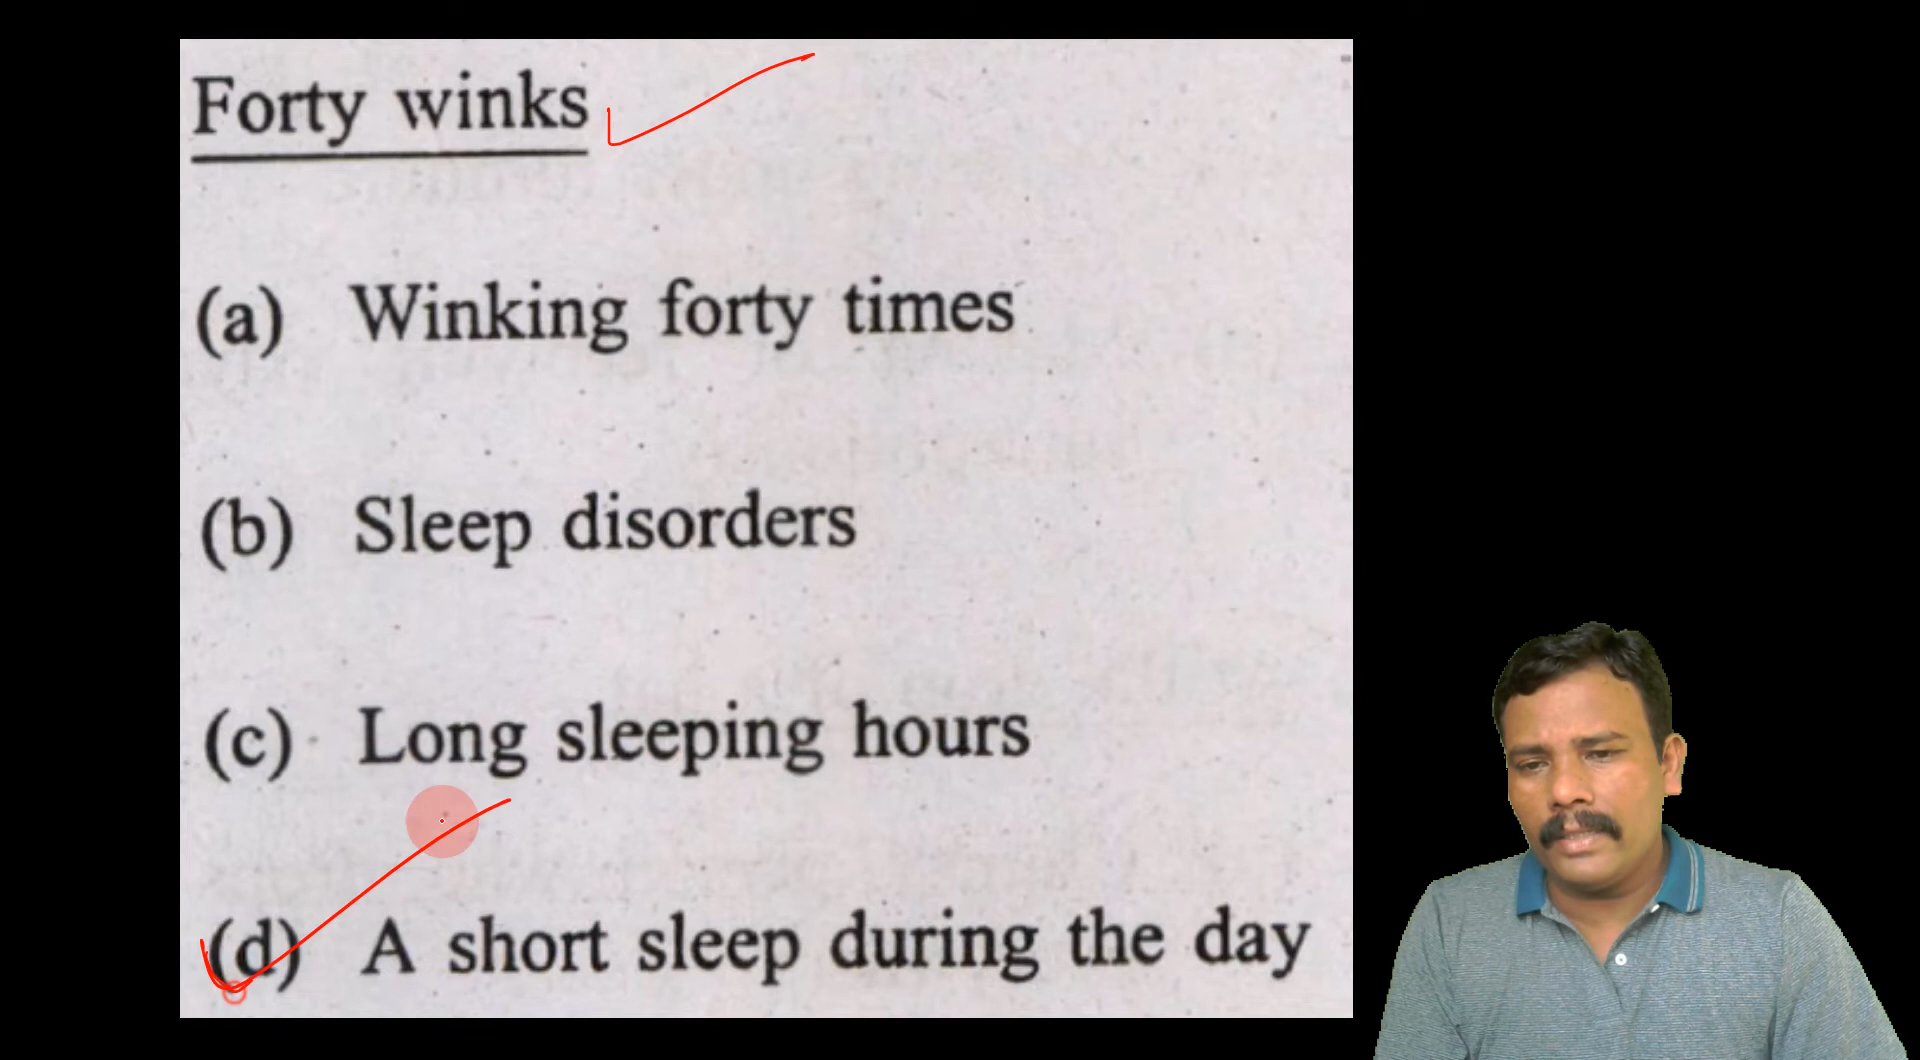 Forty winks
(a) Winking forty times
(b) Sleep disorders
(c) Long sleeping hours
(d) A short sleep during the day